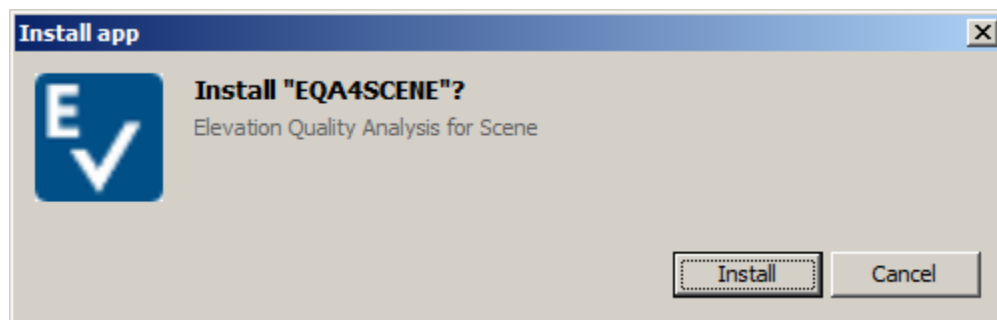 Install app
E
Install "EQA4SCENE"?
Elevation Quality Analysis for Scene
Install
Cancel